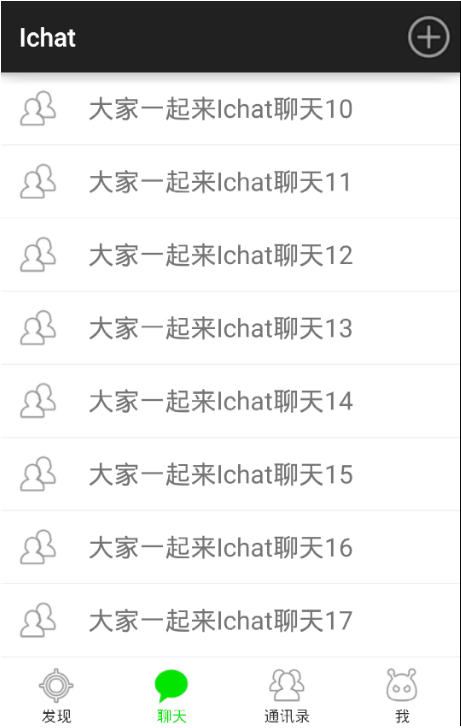 Ichat
大家一起来Ichat聊天10
大家一起来Ichat聊天11
大家一起来Ichat聊天12
大家一起来Ichat聊天13
大家一起来Ichat聊天14
大家一起来Ichat聊天15
大家一起来Ichat聊天16
大家一起来Ichat聊天17
发现 聊天 通讯录 我